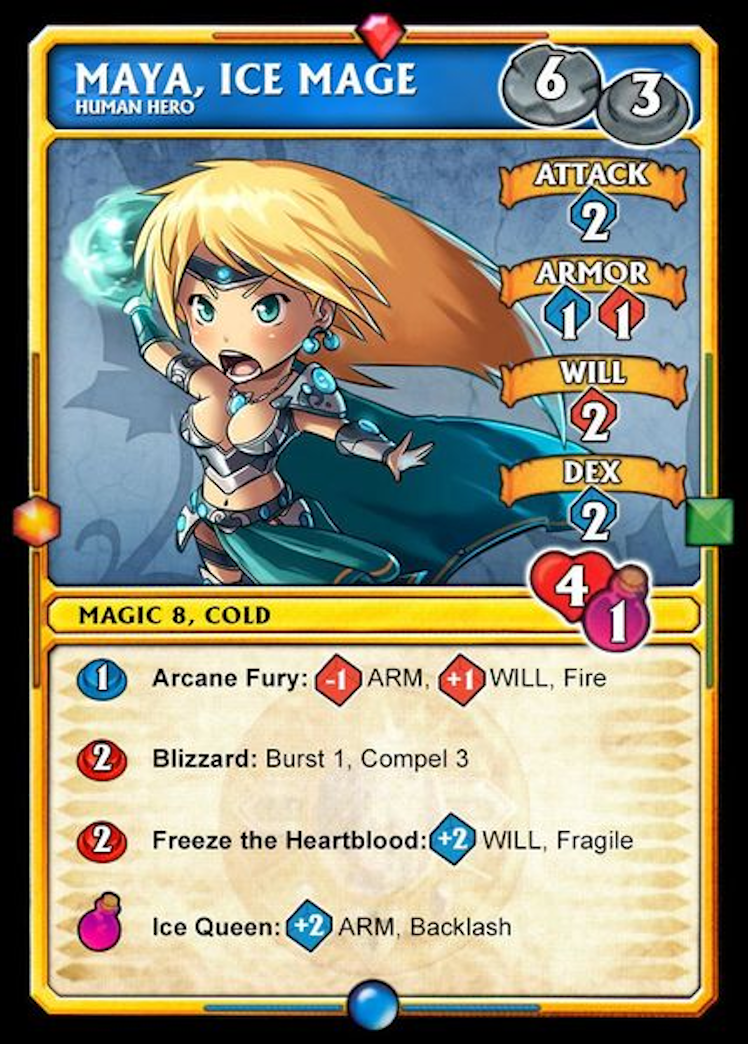 MAYA, ICE MAGE
HUMAN HERO
6 3
ATTACK
2
ARMOR
1 1
WILL
2
DEX
2
4
1
MAGIC 8, COLD
1 Arcane Fury: -1 ARM, +1 WILL, Fire
2 Blizzard: Burst 1, Compel 3
2 Freeze the Heartblood: +2 WILL, Fragile
Ice Queen: +2 ARM, Backlash